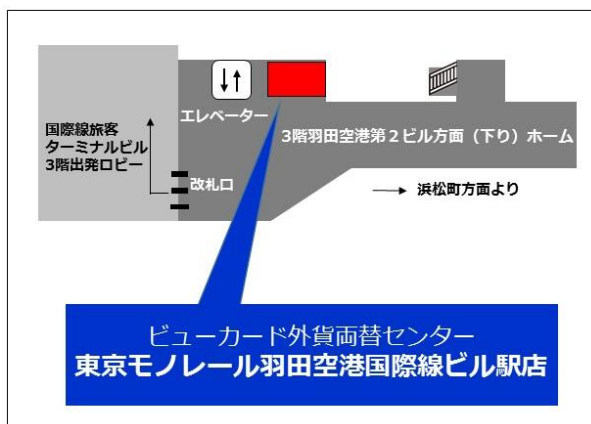 エレベーター
国際線旅客
ターミナルビル
3階出発ロビー
3階羽田空港第２ビル方面（下り）ホーム
改札口
浜松町方面より
ビューカード外貨両替センター
東京モノレール羽田空港国際線ビル駅店